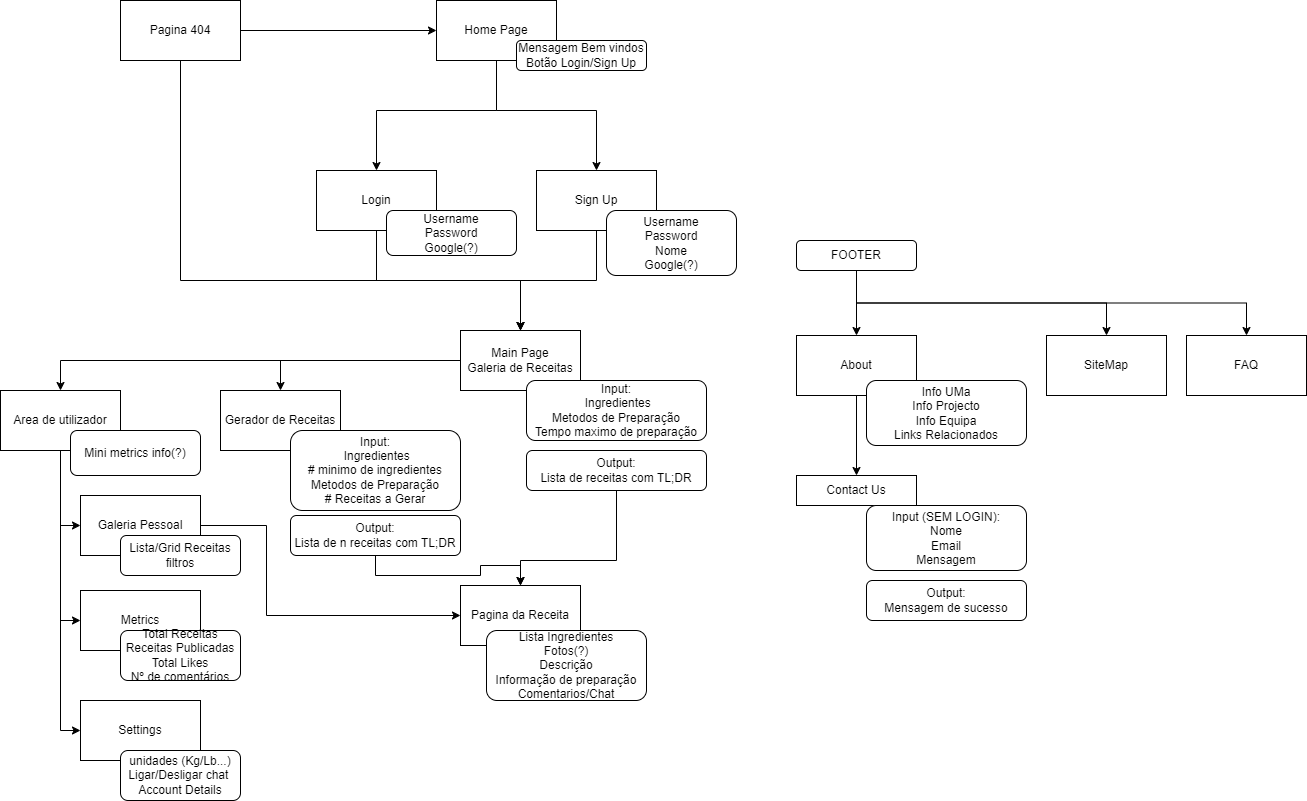 Pagina 404
Home Page
Mensagem Bem vindos
Botão Login/Sign Up
Login
Username
Password
Google(?)
Sign Up
Username
Password
Nome
Google(?)
Main Page
Galeria de Receitas
Input:
Ingredientes
Metodos de Preparação
Tempo maximo de preparação
Output:
Lista de receitas com TL;DR
Area de utilizador
Mini metrics info(?)
Gerador de Receitas
Input:
Ingredientes
# minimo de ingredientes
Metodos de Preparação
# Receitas a Gerar
Output:
Lista de n receitas com TL;DR
Galeria Pessoal
Lista/Grid Receitas
filtros
Metrics
Total Receitas
Receitas Publicadas
Total Likes
Nº de comentários
Settings
unidades (Kg/Lb...)
Ligar/Desligar chat
Account Details
Pagina da Receita
Lista Ingredientes
Fotos(?)
Descrição
Informação de preparação
Comentarios/Chat
FOOTER
About
Info UMa
Info Projecto
Info Equipa
Links Relacionados
SiteMap
FAQ
Contact Us
Input (SEM LOGIN):
Nome
Email
Mensagem
Output:
Mensagem de sucesso